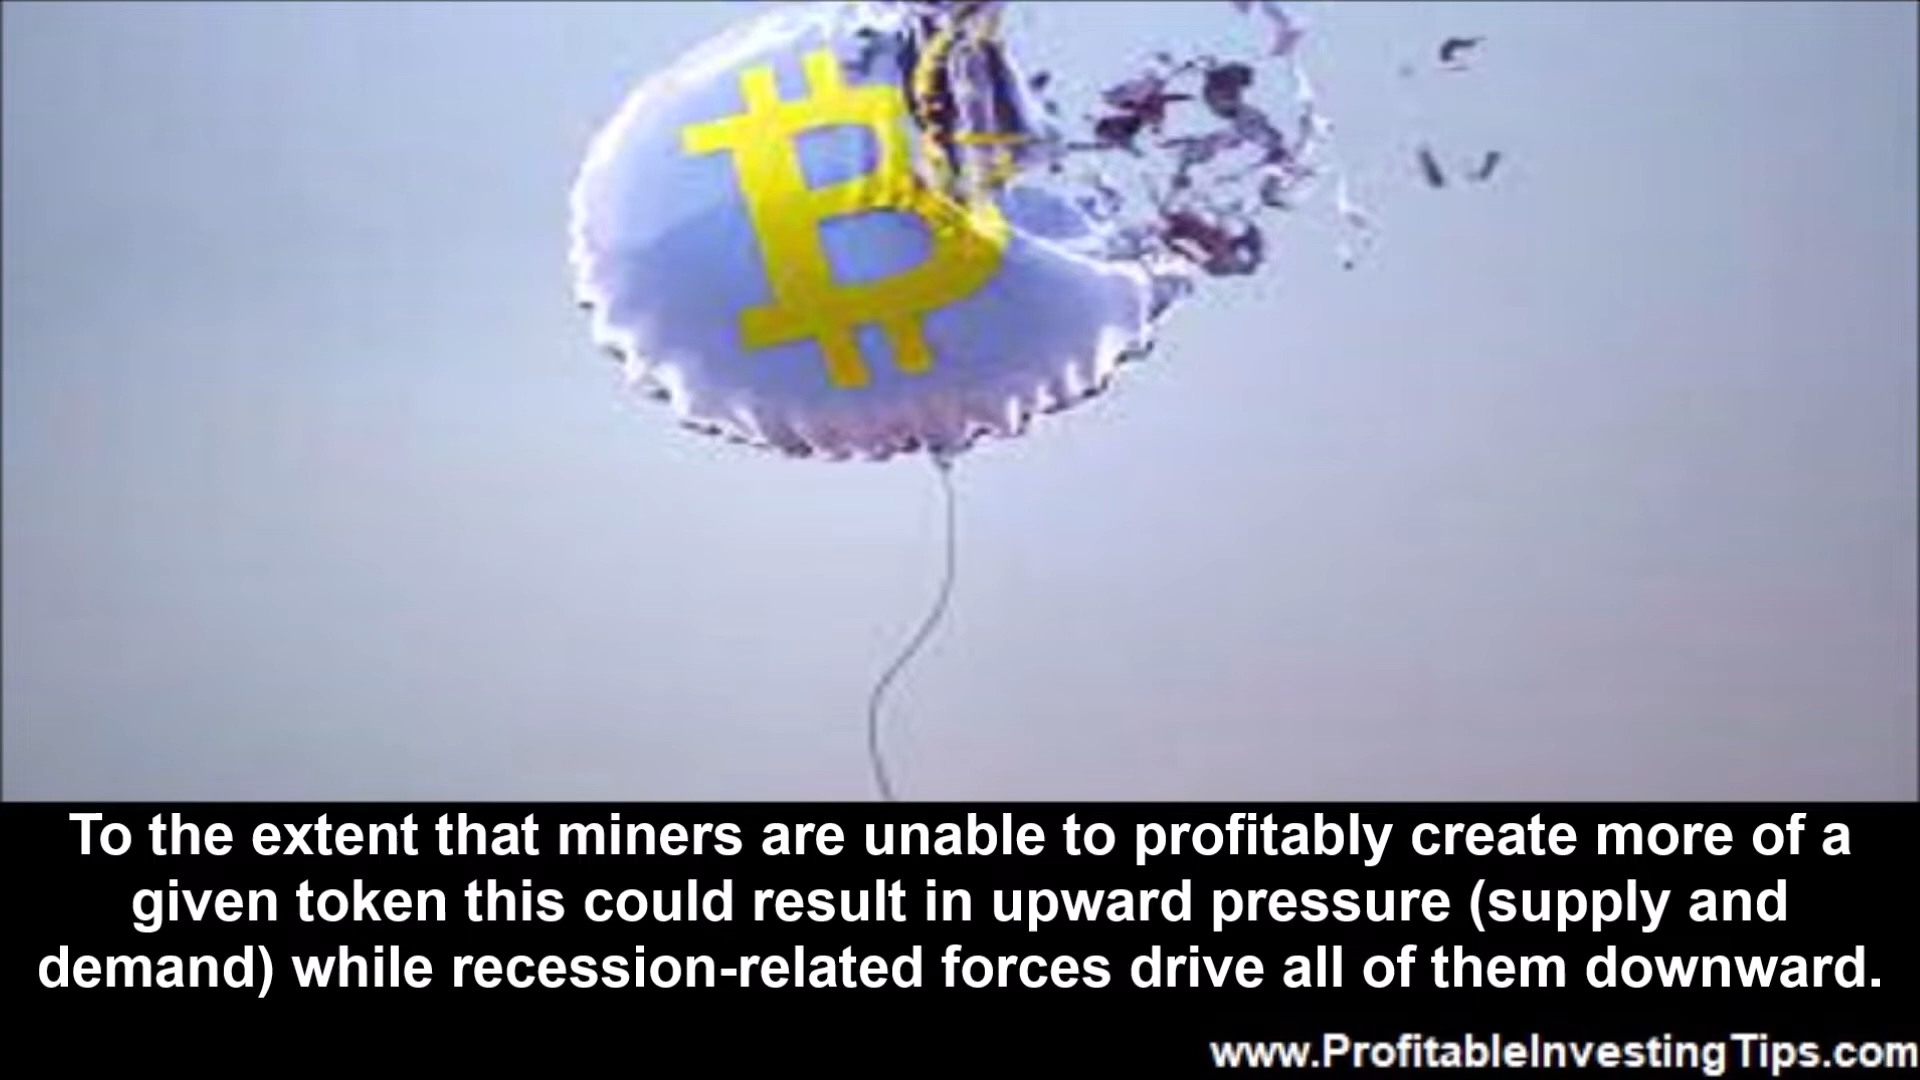 To the extent that miners are unable to profitably create more of a
given token this could result in upward pressure (supply and
demand) while recession-related forces drive all of them downward.
www.ProfitableInvestingTips.com